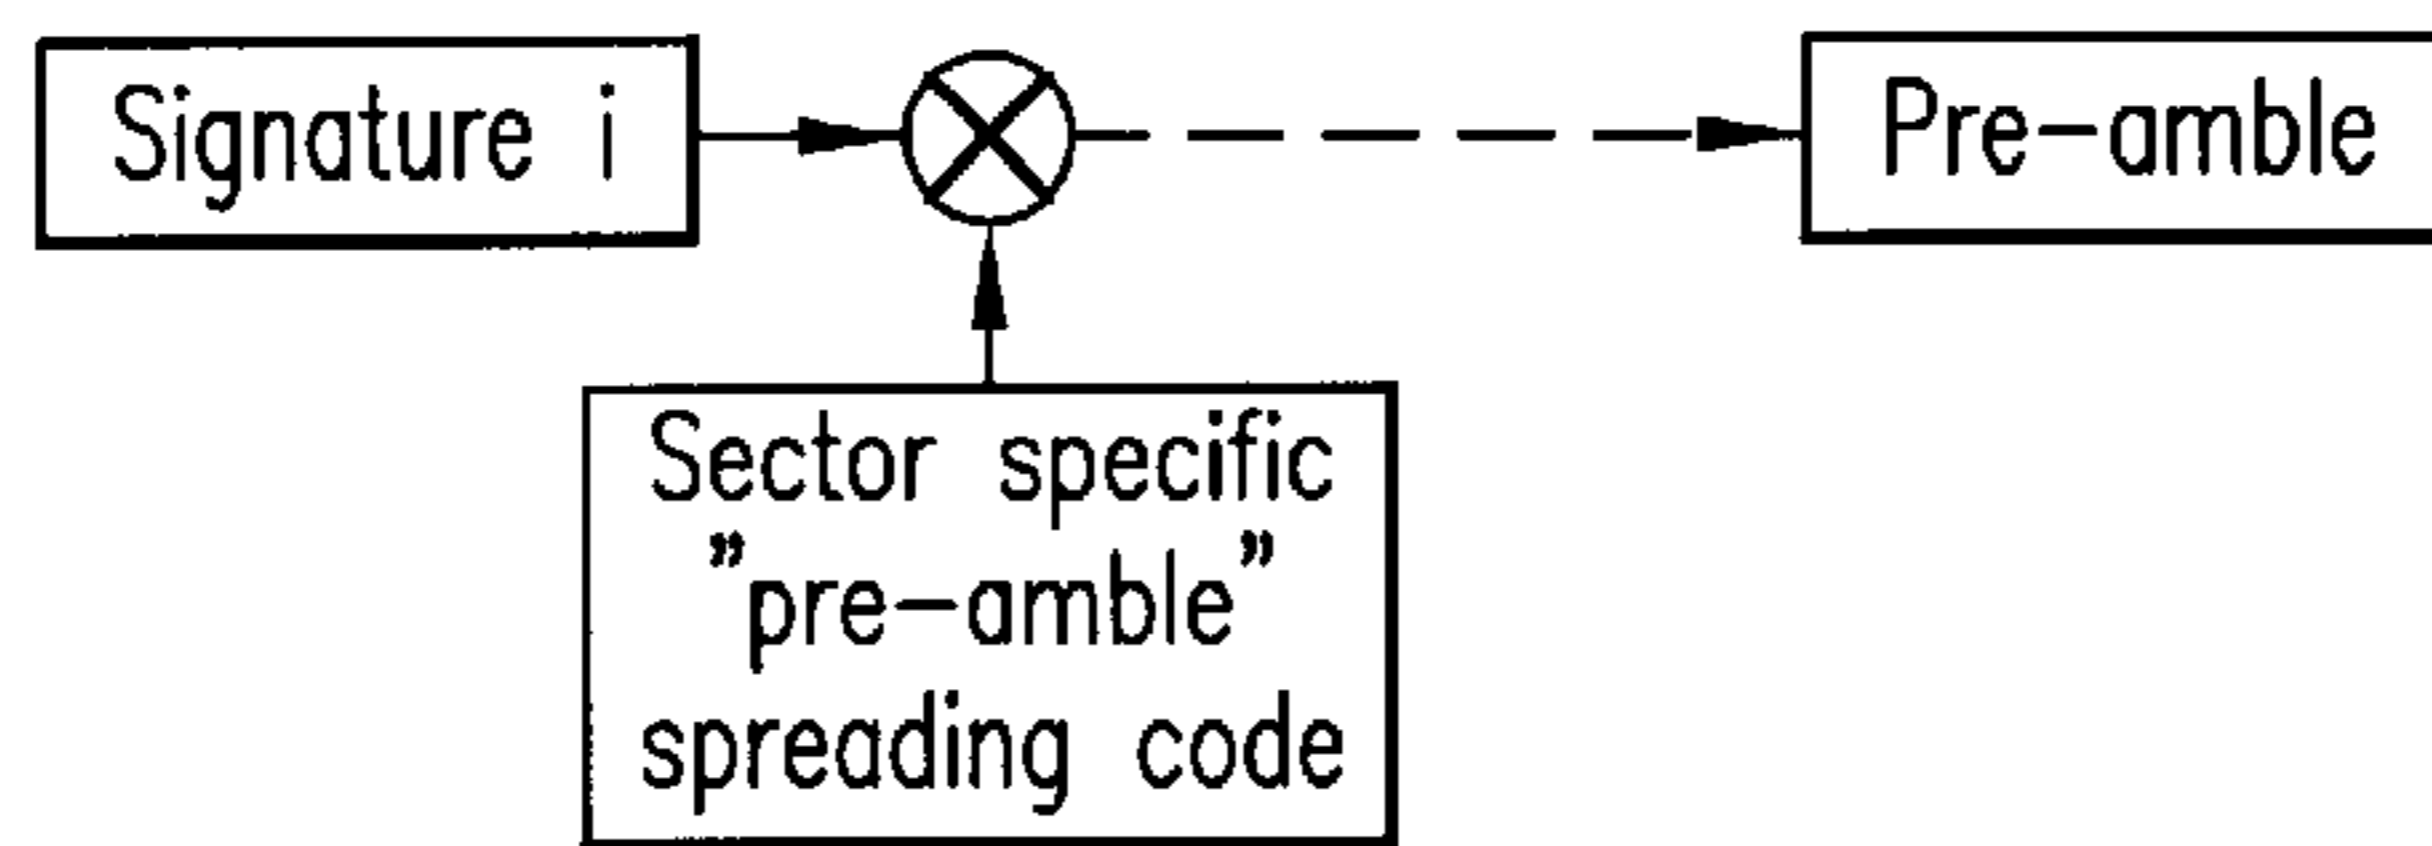 Signature i
Pre-amble
Sector specific
"pre-amble"
spreading code